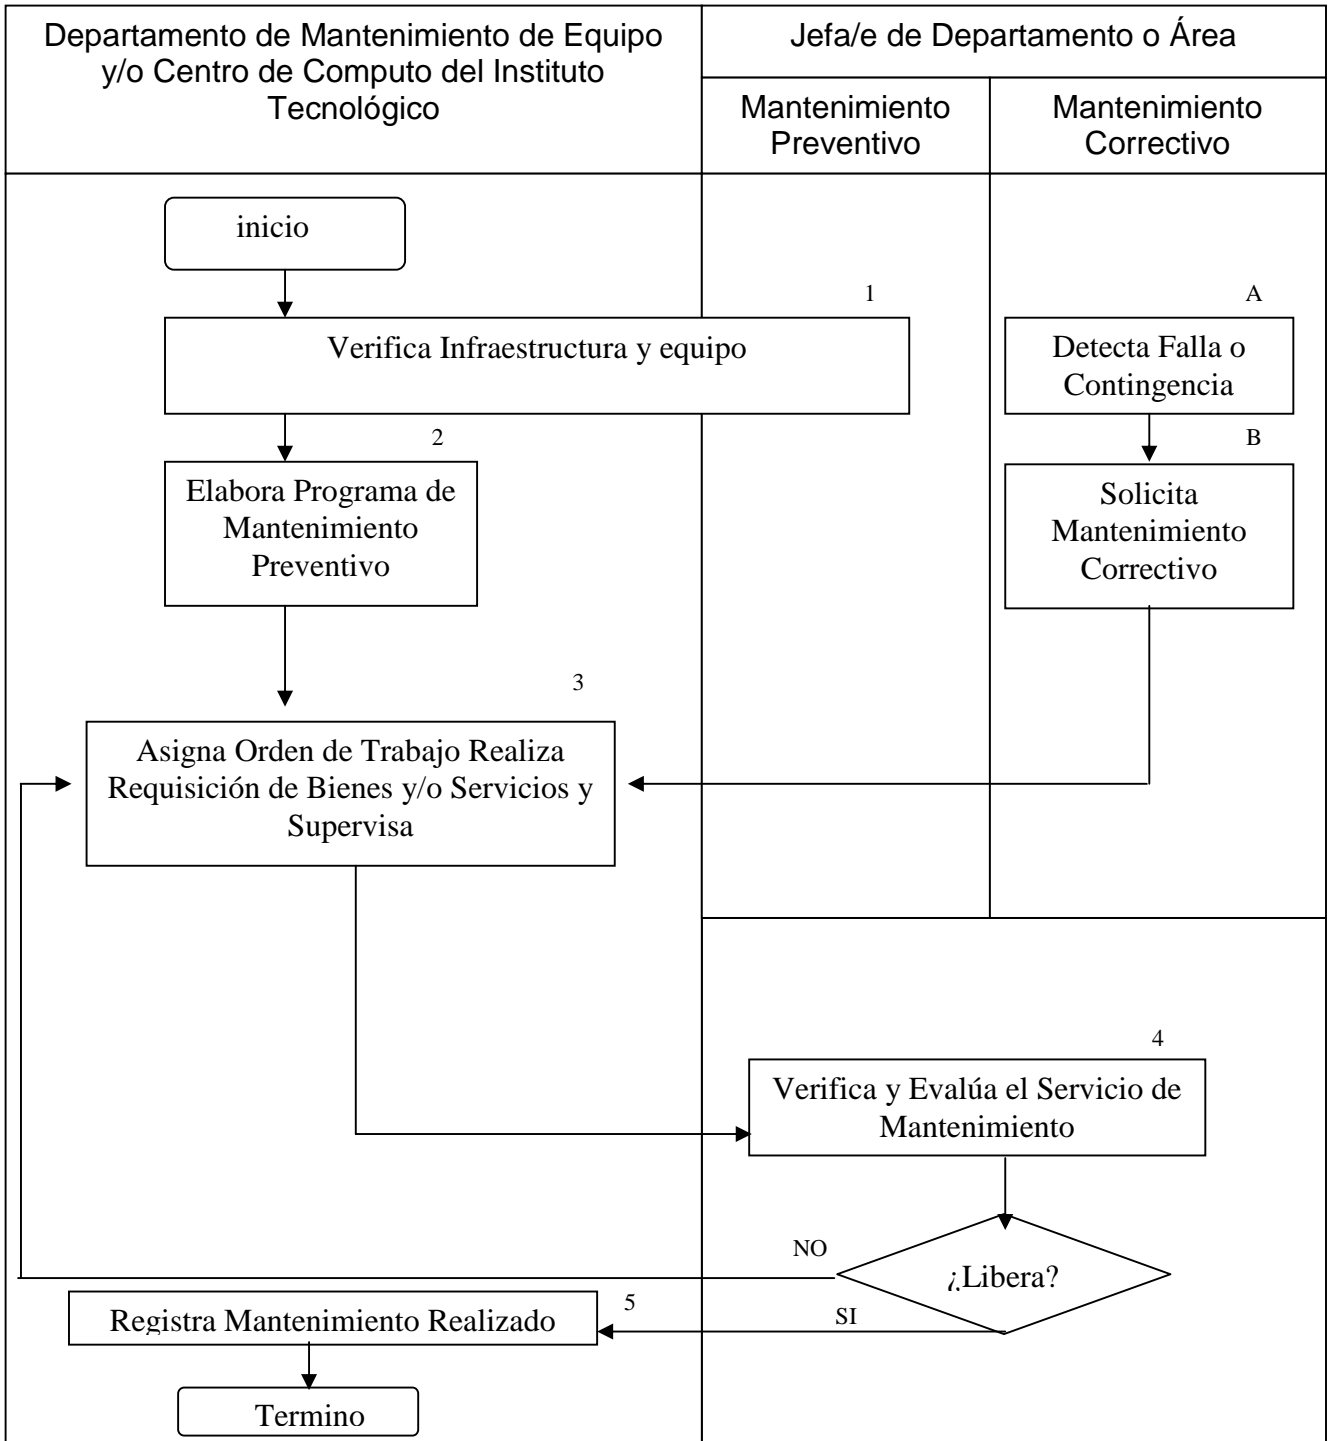 Departamento de Mantenimiento de Equipo
y/o Centro de Computo del Instituto
Tecnológico
Jefa/e de Departamento o Área
Mantenimiento
Preventivo
Mantenimiento
Correctivo
inicio
1
Verifica Infraestructura y equipo
A
Detecta Falla o
Contingencia
2
Elabora Programa de
Mantenimiento
Preventivo
B
Solicita
Mantenimiento
Correctivo
3
Asigna Orden de Trabajo Realiza
Requisición de Bienes y/o Servicios y
Supervisa
4
Verifica y Evalúa el Servicio de
Mantenimiento
NO
¿Libera?
SI
5
Registra Mantenimiento Realizado
Termino